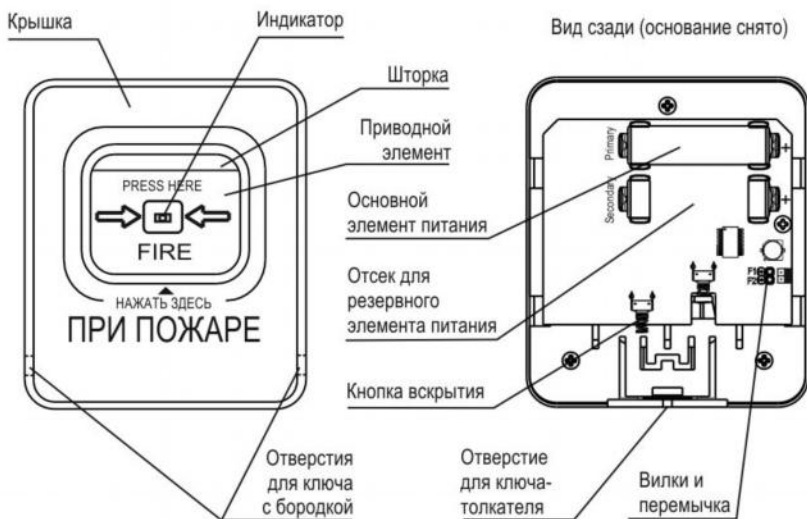 Крышка
Индикатор
Вид сзади (основание снято)
Шторка
Приводной
элемент
PRESS HERE
FIRE
НАЖАТЬ ЗДЕСЬ
ПРИ ПОЖАРЕ
Основной
элемент питания
Отсек для
резервного
элемента питания
Кнопка вскрытия
Primary
+
Secondary
+
F1
F2
Отверстия
для ключа
с бородкой
Отверстие
для ключа-
толкателя
Вилки и
перемычка